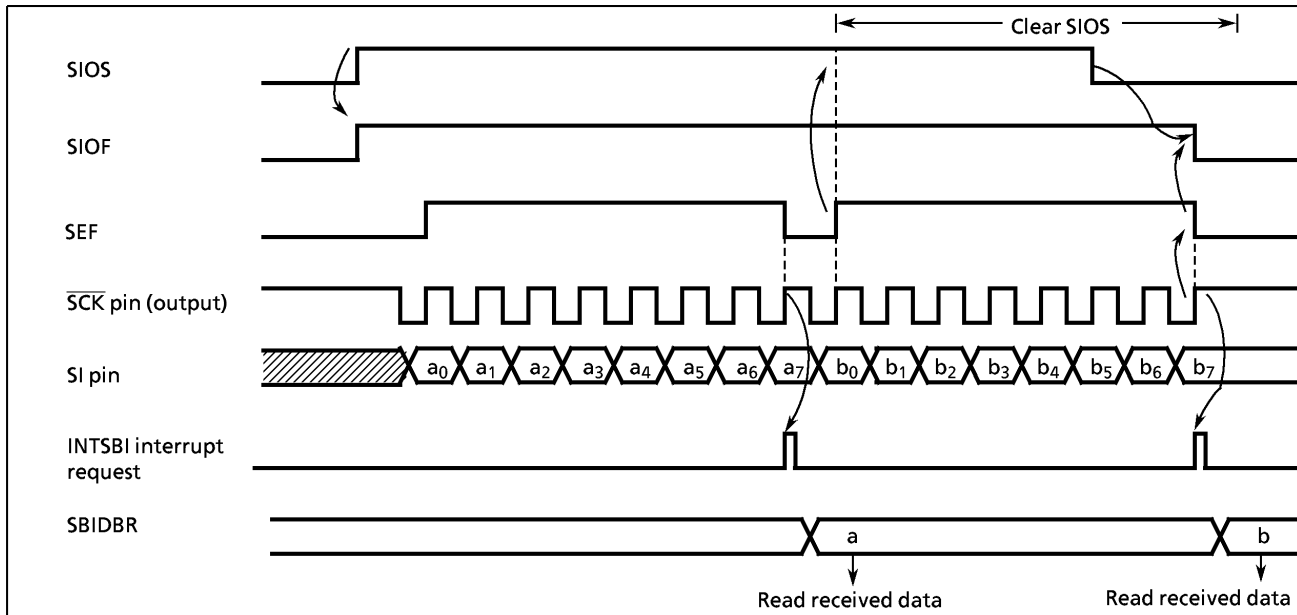 Clear SIOS
SIOS
SIOF
SEF
SCK pin (output)
SI pin
a0 a1 a2 a3 a4 a5 a6 a7 b0 b1 b2 b3 b4 b5 b6 b7
INTSBI interrupt
request
SBIDBR
a
b
Read received data
Read received data